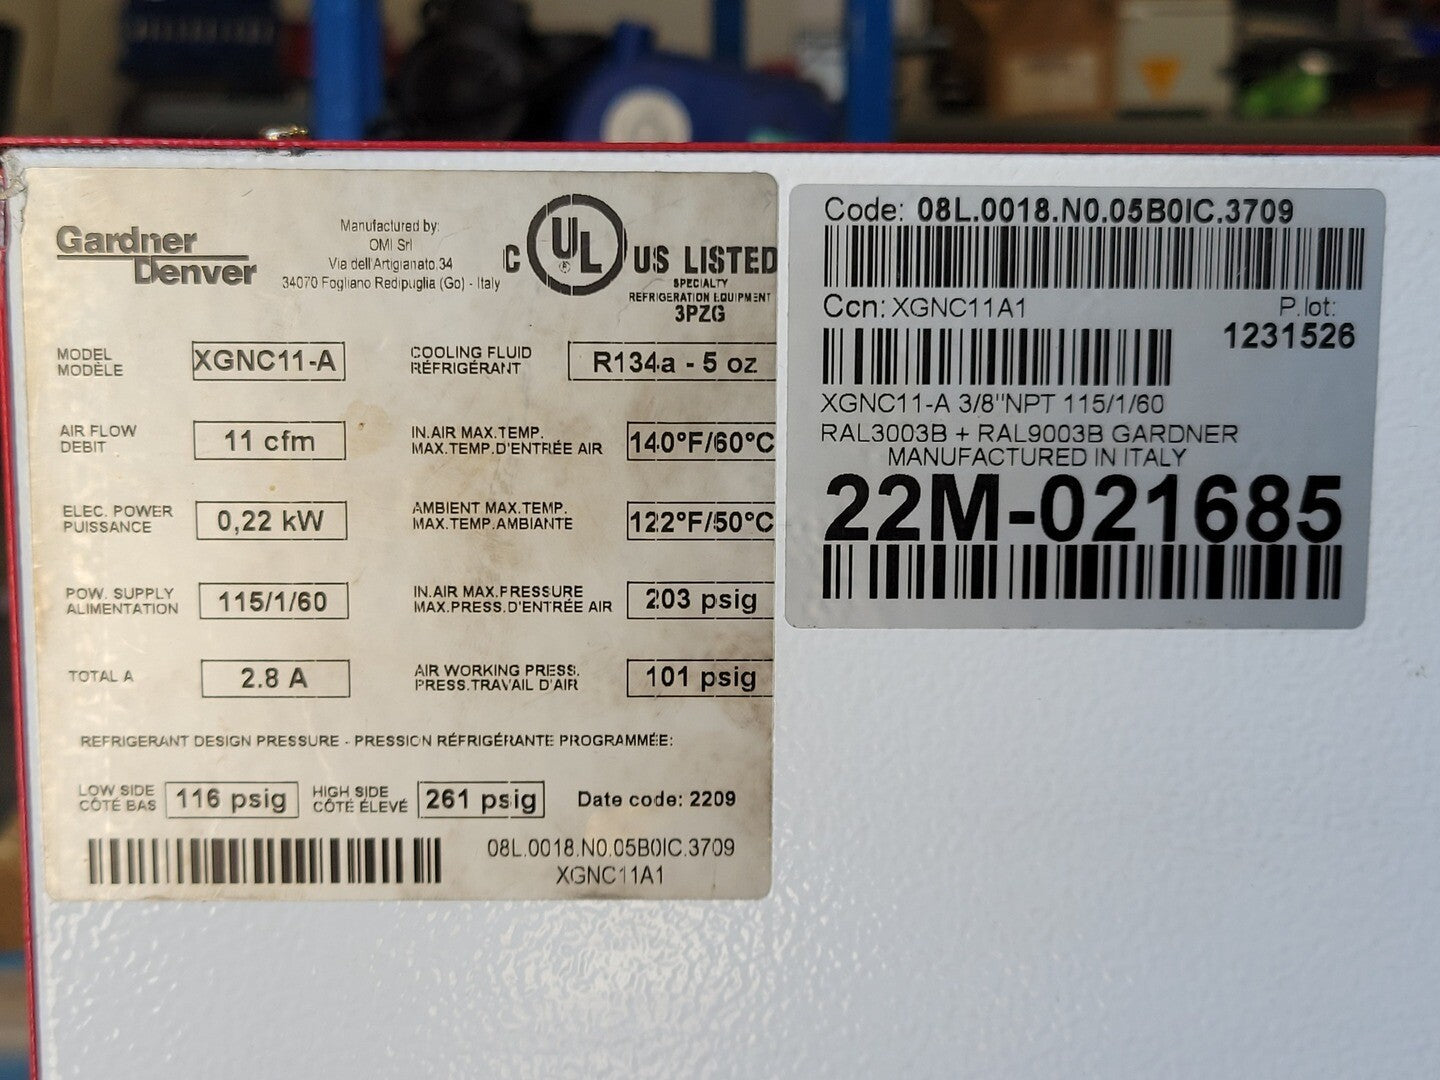 Gardner
Denver
Manufactured by:
OMI Srl
Via dell'Artigianato,34
34070 Fogliano Redipuglia (Go) - Italy
C UL US LISTED
SPECIALTY
REFRIGERATION EQUIPMENT
3PZG
MODEL
MODÈLE
XGNC11-A
COOLING FLUID
RÉFRIGÉRANT
R134a - 5 oz
AIR FLOW
DEBIT
11 cfm
IN.AIR MAX.TEMP.
MAX.TEMP.D'ENTRÉE AIR
140°F/60°C
ELEC. POWER
PUISSANCE
0,22 kW
AMBIENT MAX.TEMP.
MAX.TEMP.AMBIANTE
122°F/50°C
POW. SUPPLY
ALIMENTATION
115/1/60
IN.AIR MAX.PRESSURE
MAX.PRESS.D'ENTRÉE AIR
203 psig
TOTAL A
2.8 A
AIR WORKING PRESS.
PRESS.TRAVAIL D'AIR
101 psig
REFRIGERANT DESIGN PRESSURE - PRESSION RÉFRIGÉRANTE PROGRAMMÉE:
LOW SIDE
CÔTÉ BAS
116 psig
HIGH SIDE
CÔTÉ ÉLEVÉ
261 psig
Date code: 2209
08L.0018.N0.05B0IC.3709
XGNC11A1
Code: 08L.0018.N0.05B0IC.3709
Ccn: XGNC11A1
P.lot:
1231526
XGNC11-A 3/8"NPT 115/1/60
RAL3003B + RAL9003B GARDNER
MANUFACTURED IN ITALY
22M-021685